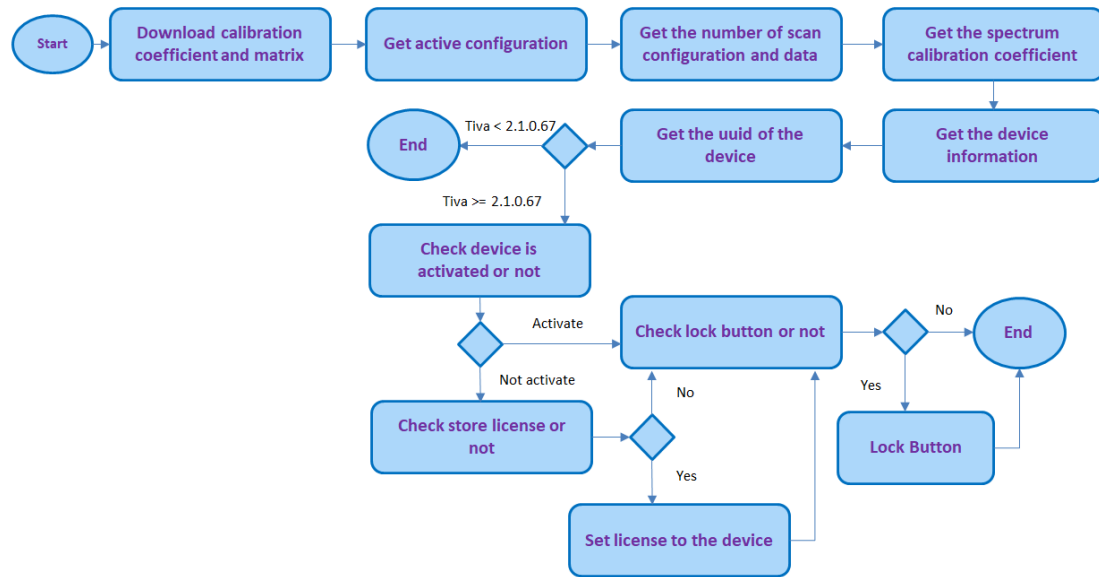 Start
Download calibration
coefficient and matrix
Get active configuration
Get the number of scan
configuration and data
Get the spectrum
calibration coefficient
Get the device
information
Get the uuid of the
device
Tiva < 2.1.0.67
End
Tiva >= 2.1.0.67
Check device is
activated or not
Activate
Not activate
Check lock button or not
No
End
Yes
Lock Button
Check store license or
not
No
Yes
Set license to the device